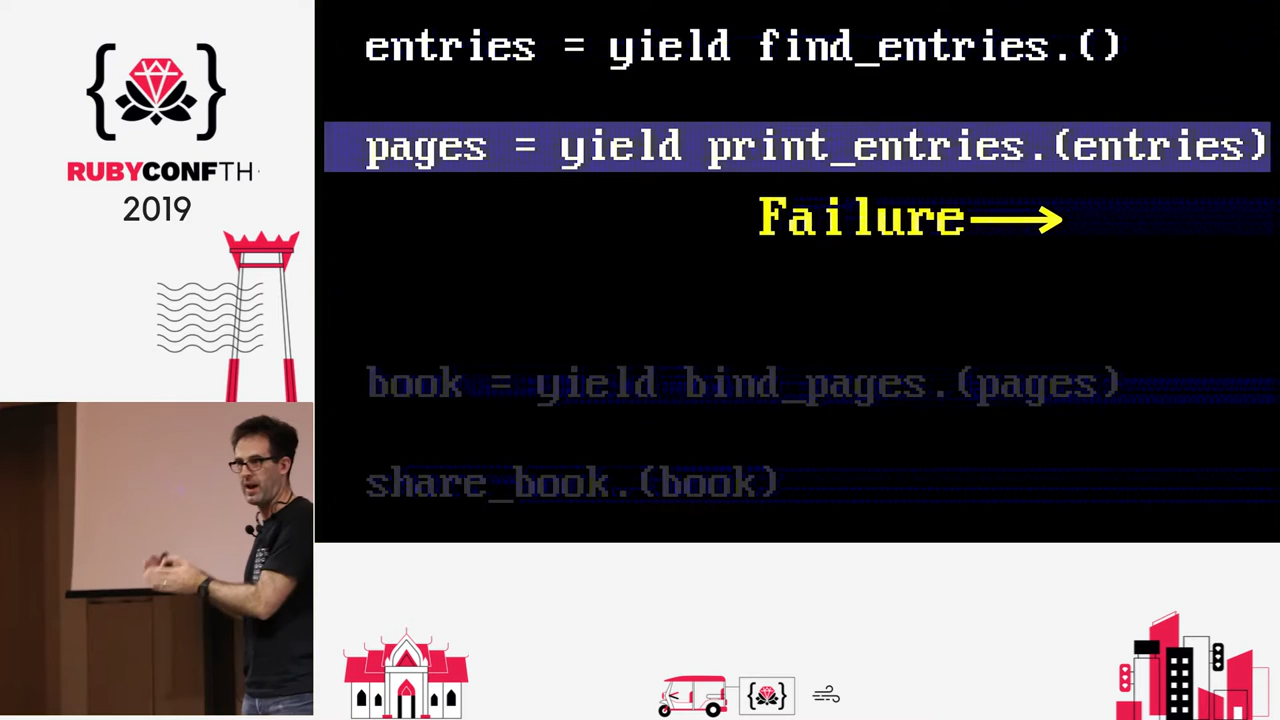 RUBYCONFTH
2019
entries = yield find_entries.()
pages = yield print_entries.(entries)
Failure
book = yield bind_pages.(pages)
share_book.(book)